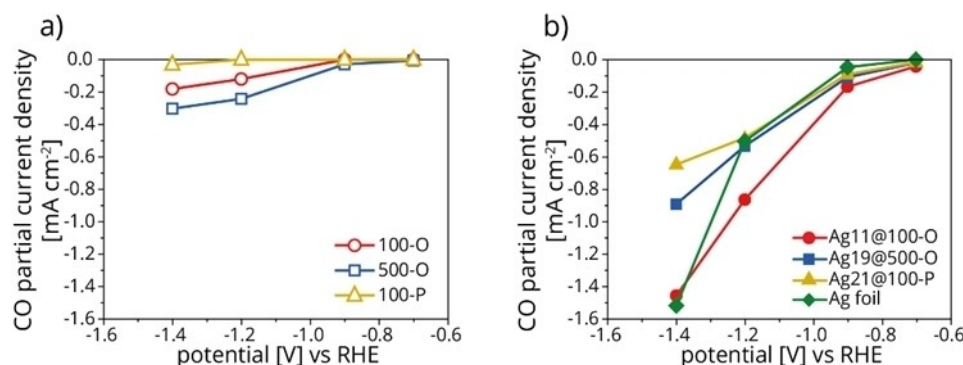 a)
CO partial current density
[mA cm-2]
0.0
-0.2
-0.4
-0.6
-0.8
-1.0
-1.2
-1.4
-1.6
100-O
500-O
100-P
-1.4 -1.2 -1.0 -0.8 -0.6
potential [V] vs RHE
b)
CO partial current density
[mA cm-2]
0.0
-0.2
-0.4
-0.6
-0.8
-1.0
-1.2
-1.4
-1.6
Ag11@100-O
Ag19@500-O
Ag21@100-P
Ag foil
-1.4 -1.2 -1.0 -0.8 -0.6
potential [V] vs RHE